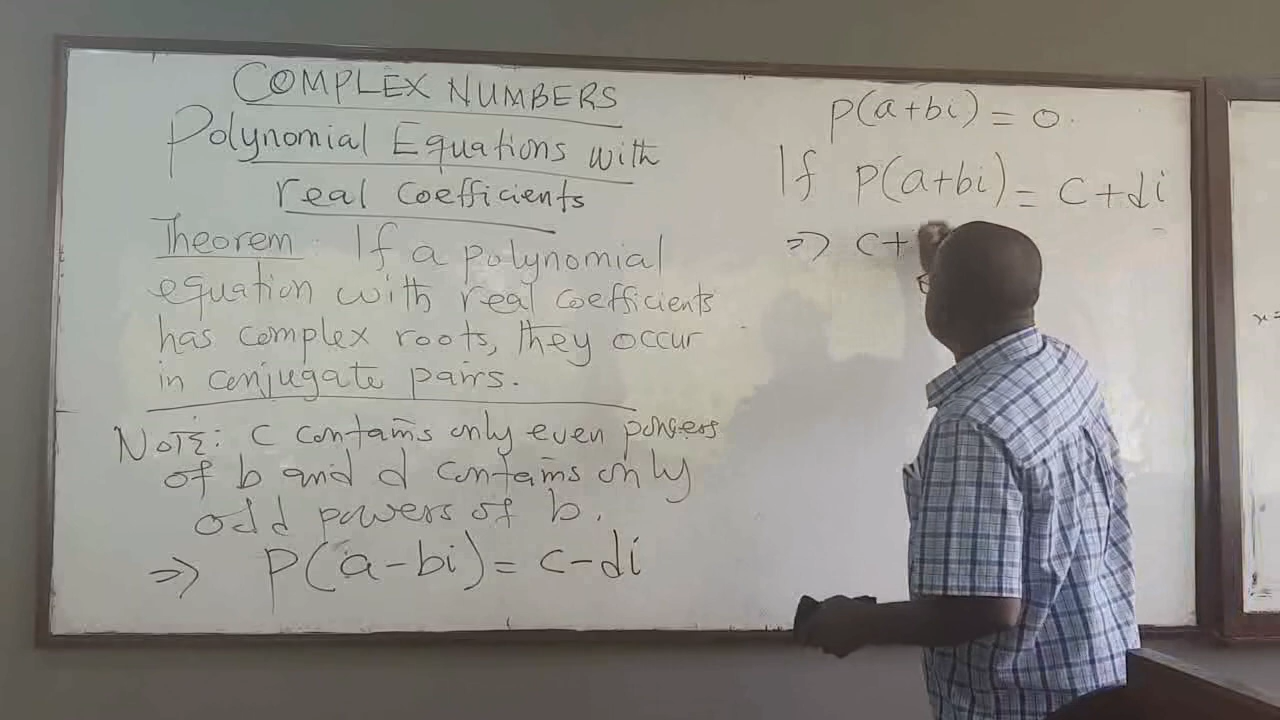 COMPLEX NUMBERS
Polynomial Equations with
real coefficients
Theorem: If a polynomial
equation with real coefficients
has complex roots, they occur
in conjugate pairs.
NOTE: c contains only even powers
of b and d contains only
odd powers of b.
⇒ P(a-bi) = c-di
P(a+bi) = 0.
If P(a+bi) = c+di
⇒ c+
x=